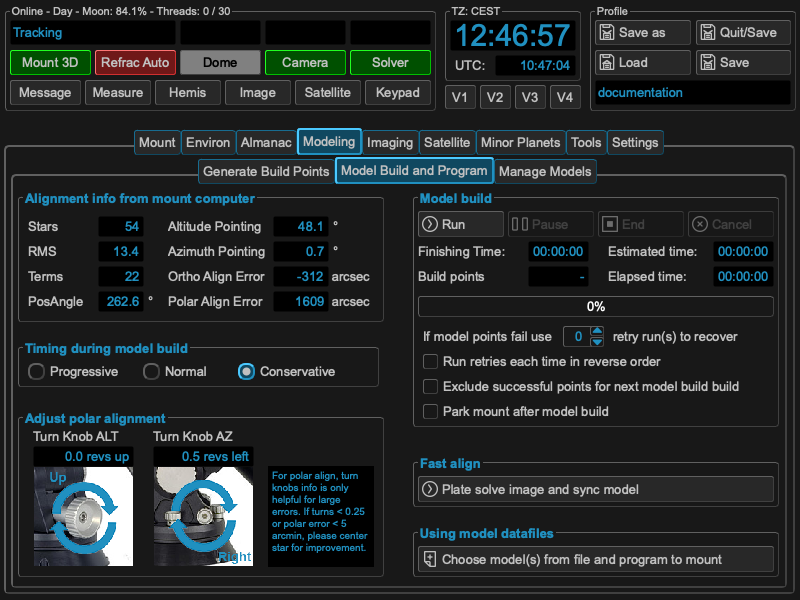 Online - Day - Moon: 84.1% - Threads: 0 / 30
Tracking
Mount 3D
Refrac Auto
Dome
Camera
Solver
Message
Measure
Hemis
Image
Satellite
Keypad
TZ: CEST
12:46:57
UTC: 10:47:04
V1
V2
V3
V4
Profile
Save as
Quit/Save
Load
Save
documentation
Mount
Environ
Almanac
Modeling
Imaging
Satellite
Minor Planets
Tools
Settings
Generate Build Points
Model Build and Program
Manage Models
Alignment info from mount computer
Stars 54 Altitude Pointing 48.1 °
RMS 13.4 Azimuth Pointing 0.7 °
Terms 22 Ortho Align Error -312 arcsec
PosAngle 262.6 ° Polar Align Error 1609 arcsec
Timing during model build
Progressive
Normal
Conservative
Adjust polar alignment
Turn Knob ALT
0.0 revs up
Up
Turn Knob AZ
0.5 revs left
Right
For polar align, turn
knobs info is only
helpful for large
errors. If turns < 0.25
or polar error < 5
arcmin, please center
star for improvement.
Model build
Run
Pause
End
Cancel
Finishing Time: 00:00:00 Estimated time: 00:00:00
Build points - Elapsed time: 00:00:00
0%
If model points fail use 0 retry run(s) to recover
Run retries each time in reverse order
Exclude successful points for next model build build
Park mount after model build
Fast align
Plate solve image and sync model
Using model datafiles
Choose model(s) from file and program to mount